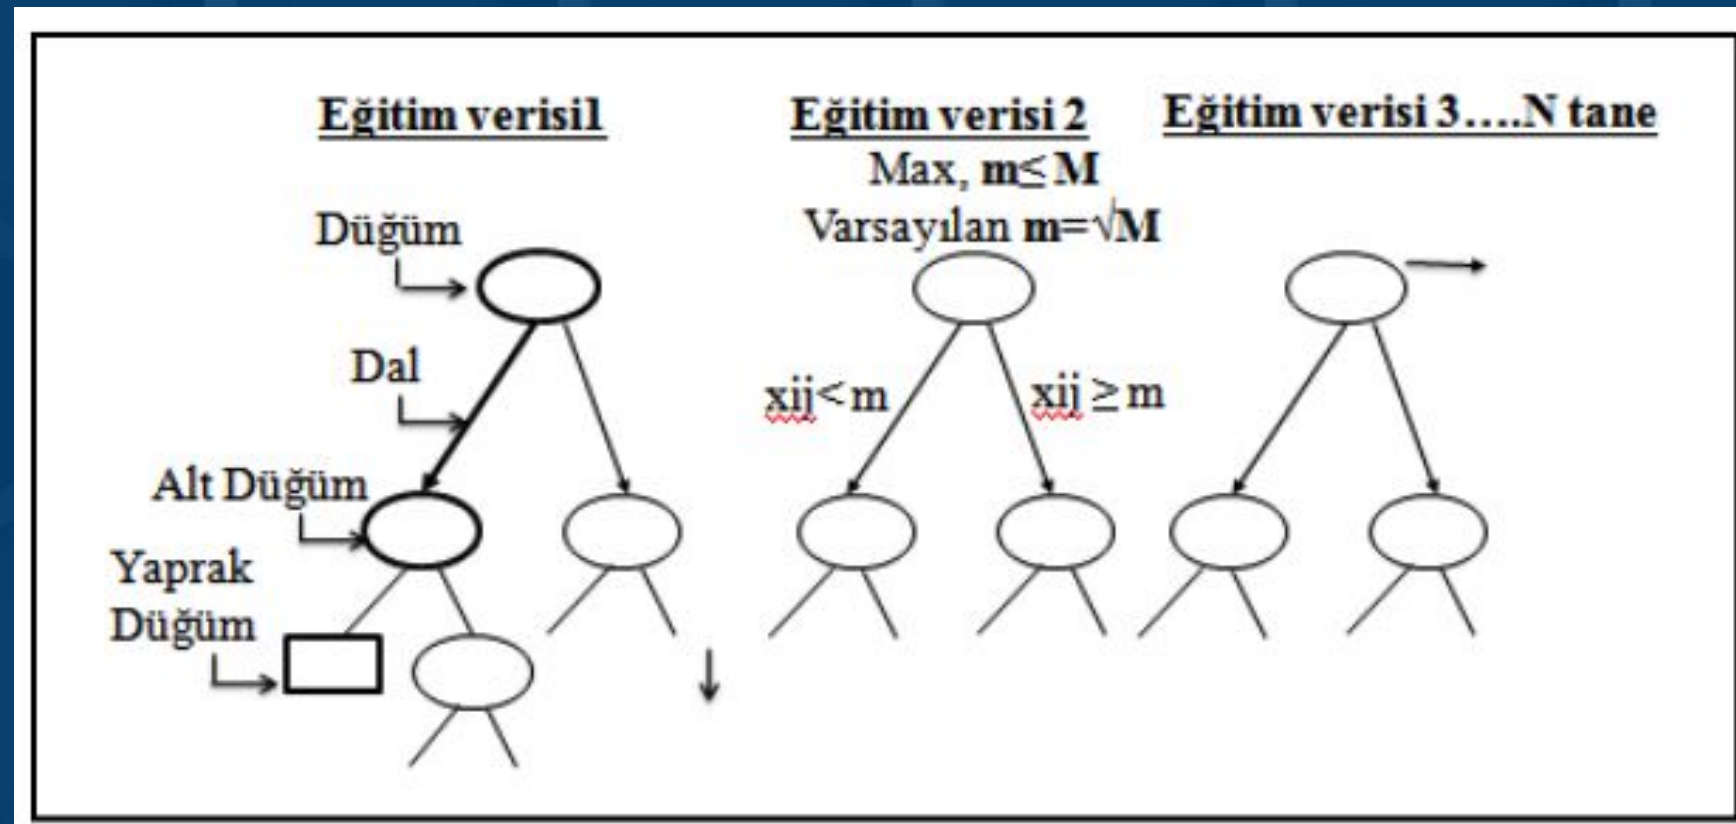 Eğitim verisi1
Eğitim verisi 2
Eğitim verisi 3....N tane
Max, m≤ M
Varsayılan m=√M
Düğüm
Dal
xij< m
xij ≥ m
Alt Düğüm
Yaprak
Düğüm